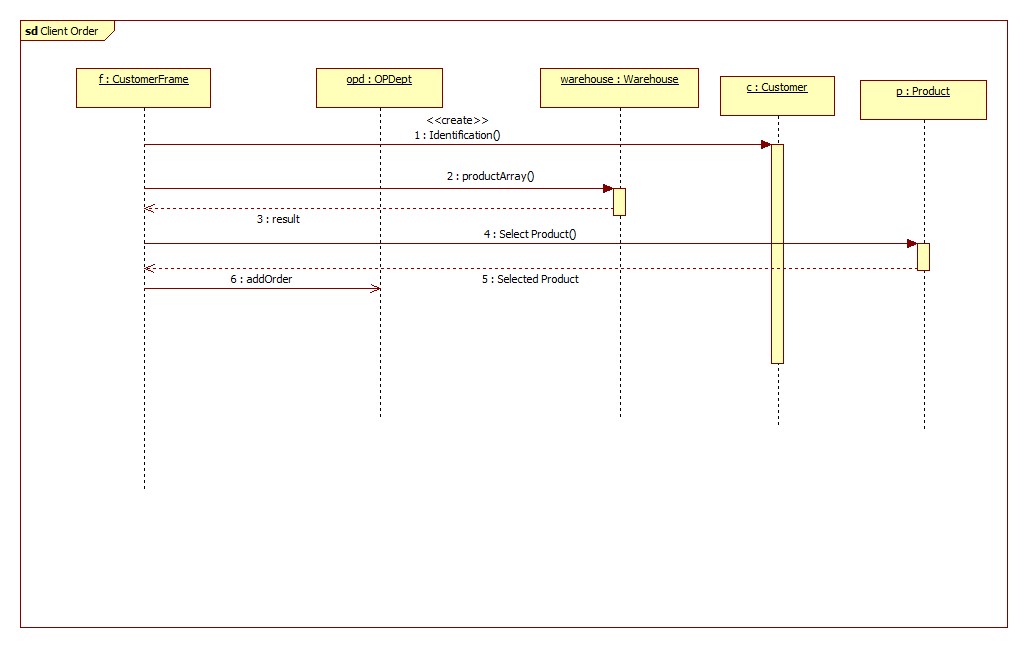 sd Client Order
f : CustomerFrame
opd : OPDept
warehouse : Warehouse
c : Customer
p : Product
<<create>>
1 : Identification()
2 : productArray()
3 : result
4 : Select Product()
5 : Selected Product
6 : addOrder